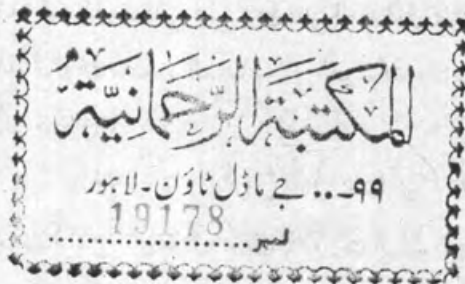 المكتبة الرحمانية
۹۹-.. جے ماڈل ٹاؤن - لاہور
نمبر.....19178.....